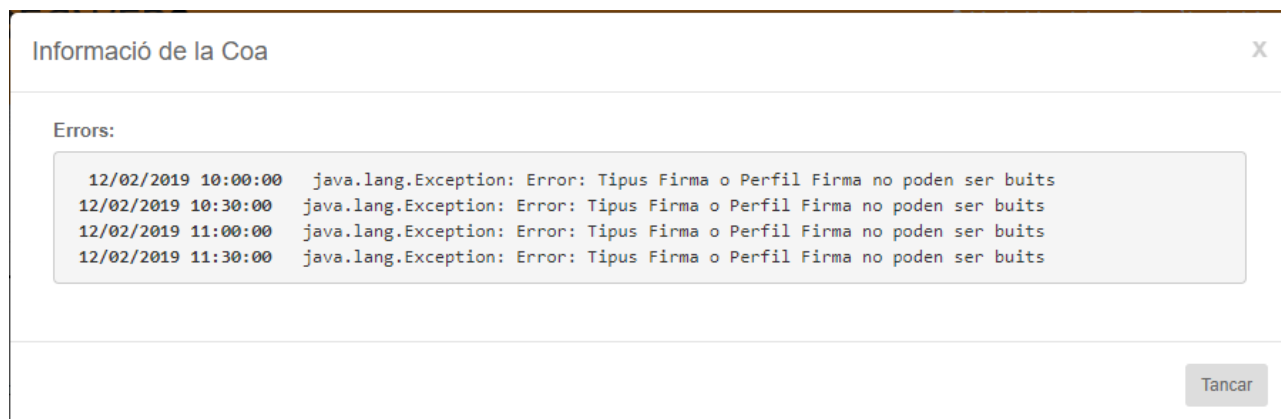 Informació de la Coa
X
Errors:
12/02/2019 10:00:00 java.lang.Exception: Error: Tipus Firma o Perfil Firma no poden ser buits
12/02/2019 10:30:00 java.lang.Exception: Error: Tipus Firma o Perfil Firma no poden ser buits
12/02/2019 11:00:00 java.lang.Exception: Error: Tipus Firma o Perfil Firma no poden ser buits
12/02/2019 11:30:00 java.lang.Exception: Error: Tipus Firma o Perfil Firma no poden ser buits
Tancar